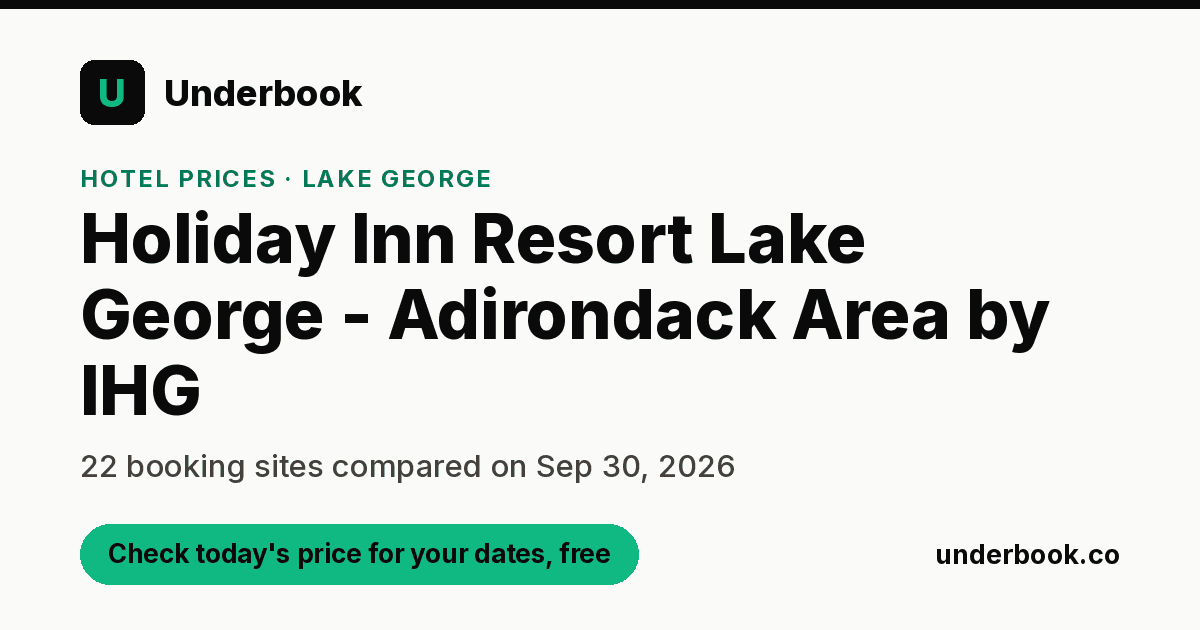 U Underbook
HOTEL PRICES · LAKE GEORGE
Holiday Inn Resort Lake
George - Adirondack Area by
IHG
22 booking sites compared on Sep 30, 2026
Check today's price for your dates, free
underbook.co